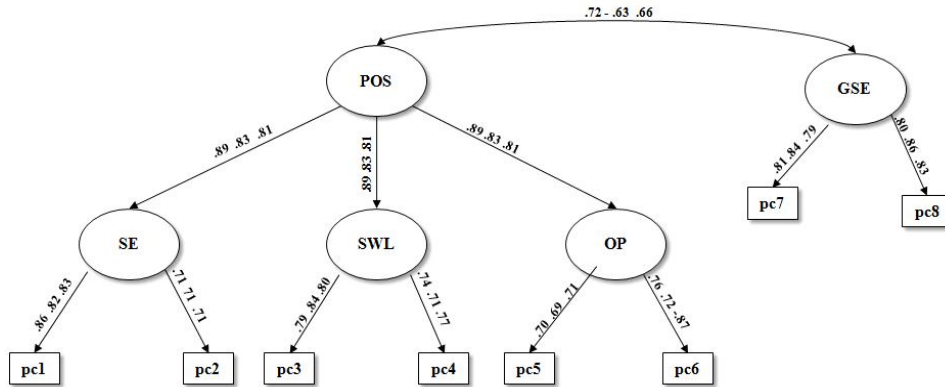 .72 - .63 .66
POS
GSE
.89 .83 .81
.89 .83 .81
.89 .83 .81
.81 .84 .79
.80 .86 .83
pc7
pc8
SE
SWL
OP
.86 .82 .83
.71 71 .71
.79 .84 .80
.74 .71 .77
.70 .69 .71
.76 .72 -.87
pc1
pc2
pc3
pc4
pc5
pc6